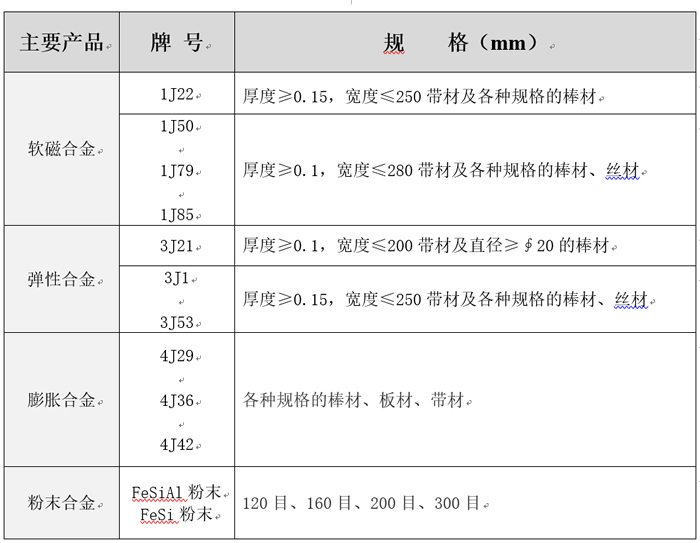 主要产品 牌 号 规 格（mm）
软磁合金
1J22 厚度≥0.15，宽度≤250 带材及各种规格的棒材
1J50
1J79
1J85
厚度≥0.1，宽度≤280 带材及各种规格的棒材、丝材
弹性合金
3J21 厚度≥0.1，宽度≤200 带材及直径≥∮20 的棒材
3J1
3J53
厚度≥0.15，宽度≤250 带材及各种规格的棒材、丝材
膨胀合金
4J29
4J36
4J42
各种规格的棒材、板材、带材
粉末合金
FeSiAl 粉末
FeSi 粉末
120 目、160 目、200 目、300 目